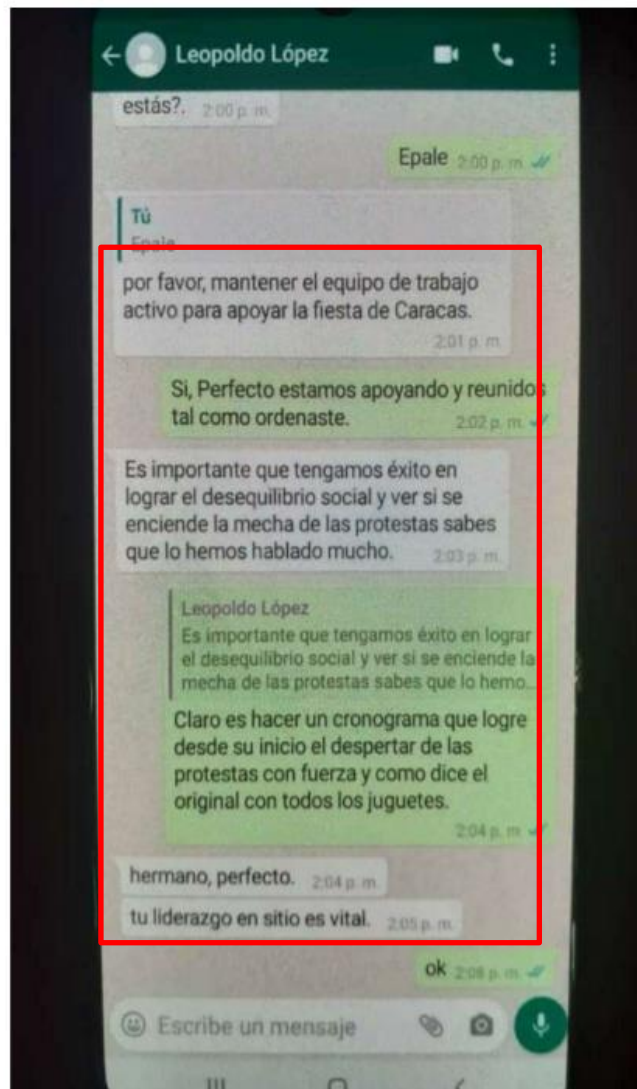 Leopoldo López
estás?. 2:00 p. m.
Epale 2:00 p. m.
Tú
Epale
por favor, mantener el equipo de trabajo
activo para apoyar la fiesta de Caracas.
2:01 p. m.
Si, Perfecto estamos apoyando y reunidos
tal como ordenaste. 2:02 p. m.
Es importante que tengamos éxito en
lograr el desequilibrio social y ver si se
enciende la mecha de las protestas sabes
que lo hemos hablado mucho. 2:03 p. m.
Leopoldo López
Es importante que tengamos éxito en lograr
el desequilibrio social y ver si se enciende la
mecha de las protestas sabes que lo hemo...
Claro es hacer un cronograma que logre
desde su inicio el despertar de las
protestas con fuerza y como dice el
original con todos los juguetes.
2:04 p. m.
hermano, perfecto. 2:04 p. m.
tu liderazgo en sitio es vital. 2:05 p. m.
ok 2:08 p. m.
Escribe un mensaje